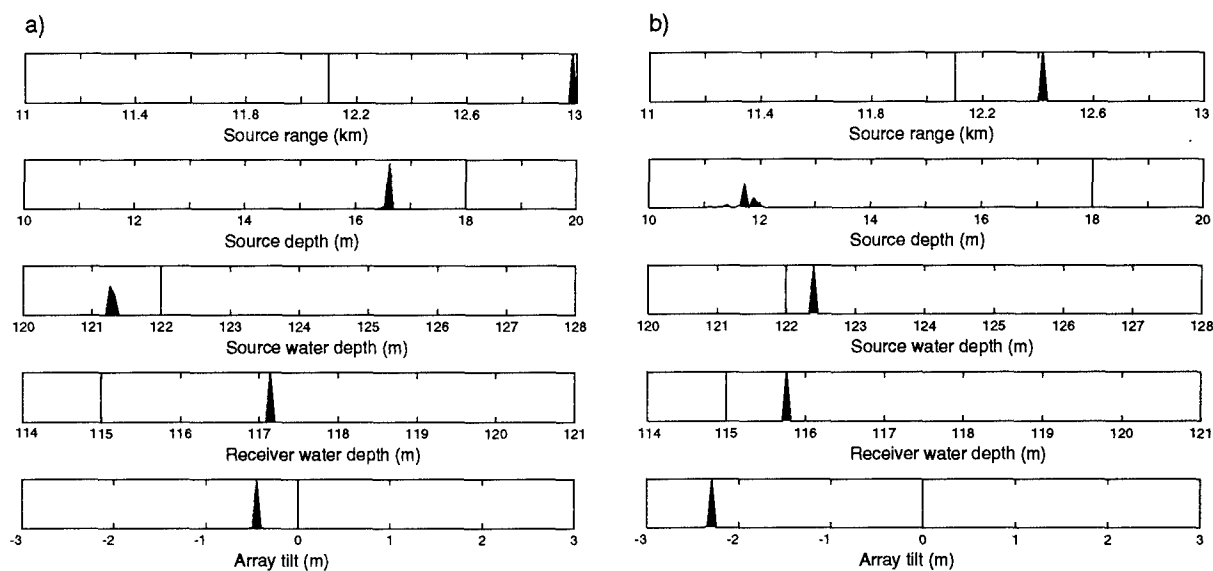 a)
11 11.4 11.8 12.2 12.6 13
Source range (km)
10 12 14 16 18 20
Source depth (m)
120 121 122 123 124 125 126 127 128
Source water depth (m)
114 115 116 117 118 119 120 121
Receiver water depth (m)
-3 -2 -1 0 1 2 3
Array tilt (m)
b)
11 11.4 11.8 12.2 12.6 13
Source range (km)
10 12 14 16 18 20
Source depth (m)
120 121 122 123 124 125 126 127 128
Source water depth (m)
114 115 116 117 118 119 120 121
Receiver water depth (m)
-3 -2 -1 0 1 2 3
Array tilt (m)